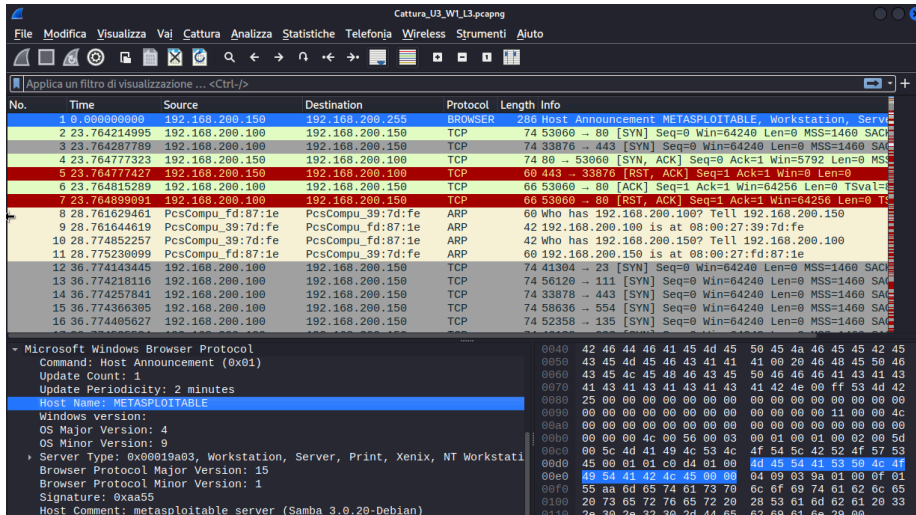 Cattura_U3_W1_L3.pcapng
File Modifica Visualizza Vai Cattura Analizza Statistiche Telefonia Wireless Strumenti Aiuto
Applica un filtro di visualizzazione ... <Ctrl-/>
No. Time Source Destination Protocol Length Info
1 0.000000000 192.168.200.150 192.168.200.255 BROWSER 286 Host Announcement METASPLOITABLE, Workstation, Serve
2 23.764214995 192.168.200.100 192.168.200.150 TCP 74 53060 → 80 [SYN] Seq=0 Win=64240 Len=0 MSS=1460 SACK
3 23.764287789 192.168.200.100 192.168.200.150 TCP 74 33876 → 443 [SYN] Seq=0 Win=64240 Len=0 MSS=1460 SAC
4 23.764777323 192.168.200.150 192.168.200.100 TCP 74 80 → 53060 [SYN, ACK] Seq=0 Ack=1 Win=5792 Len=0 MSS
5 23.764777427 192.168.200.150 192.168.200.100 TCP 60 443 → 33876 [RST, ACK] Seq=1 Ack=1 Win=0 Len=0
6 23.764815289 192.168.200.100 192.168.200.150 TCP 66 53060 → 80 [ACK] Seq=1 Ack=1 Win=64256 Len=0 TSval=8
7 23.764899091 192.168.200.100 192.168.200.150 TCP 66 53060 → 80 [RST, ACK] Seq=1 Ack=1 Win=64256 Len=0 TS
8 28.761629461 PcsCompu_fd:87:1e PcsCompu_39:7d:fe ARP 60 Who has 192.168.200.100? Tell 192.168.200.150
9 28.761644619 PcsCompu_39:7d:fe PcsCompu_fd:87:1e ARP 42 192.168.200.100 is at 08:00:27:39:7d:fe
10 28.774852257 PcsCompu_39:7d:fe PcsCompu_fd:87:1e ARP 42 Who has 192.168.200.150? Tell 192.168.200.100
11 28.775230099 PcsCompu_fd:87:1e PcsCompu_39:7d:fe ARP 60 192.168.200.150 is at 08:00:27:fd:87:1e
12 36.774143445 192.168.200.100 192.168.200.150 TCP 74 41304 → 23 [SYN] Seq=0 Win=64240 Len=0 MSS=1460 SACK
13 36.774218116 192.168.200.100 192.168.200.150 TCP 74 56120 → 111 [SYN] Seq=0 Win=64240 Len=0 MSS=1460 SAC
14 36.774257841 192.168.200.100 192.168.200.150 TCP 74 33878 → 443 [SYN] Seq=0 Win=64240 Len=0 MSS=1460 SAC
15 36.774366305 192.168.200.100 192.168.200.150 TCP 74 58636 → 554 [SYN] Seq=0 Win=64240 Len=0 MSS=1460 SAC
16 36.774405627 192.168.200.100 192.168.200.150 TCP 74 52358 → 135 [SYN] Seq=0 Win=64240 Len=0 MSS=1460 SAC
Microsoft Windows Browser Protocol
Command: Host Announcement (0x01)
Update Count: 1
Update Periodicity: 2 minutes
Host Name: METASPLOITABLE
Windows version:
OS Major Version: 4
OS Minor Version: 9
Server Type: 0x00019a03, Workstation, Server, Print, Xenix, NT Workstati
Browser Protocol Major Version: 15
Browser Protocol Minor Version: 1
Signature: 0xaa55
Host Comment: metasploitable server (Samba 3.0.20-Debian)
0040 42 46 44 46 41 45 4d 45 50 45 4a 46 45 45 42 45
0050 43 45 4d 45 46 43 41 41 41 00 20 46 48 45 50 46
0060 43 45 4c 45 48 46 43 45 50 46 46 46 41 43 41 43
0070 41 43 41 43 41 43 41 43 41 42 4e 00 ff 53 4d 42
0080 25 00 00 00 00 00 00 00 00 00 00 00 00 00 00 00
0090 00 00 00 00 00 00 00 00 00 00 00 00 11 00 00 4c
00a0 00 00 00 00 00 00 00 00 00 00 00 00 00 00 00 00
00b0 00 00 00 4c 00 56 00 03 00 01 00 01 00 02 00 5d
00c0 00 5c 4d 41 49 4c 53 4c 4f 54 5c 42 52 4f 57 53
00d0 45 00 01 01 c0 d4 01 00 4d 45 54 41 53 50 4c 4f
00e0 49 54 41 42 4c 45 00 00 04 09 03 9a 01 00 0f 01
00f0 55 aa 6d 65 74 61 73 70 6c 6f 69 74 61 62 6c 65
0100 20 73 65 72 76 65 72 20 28 53 61 6d 62 61 20 33